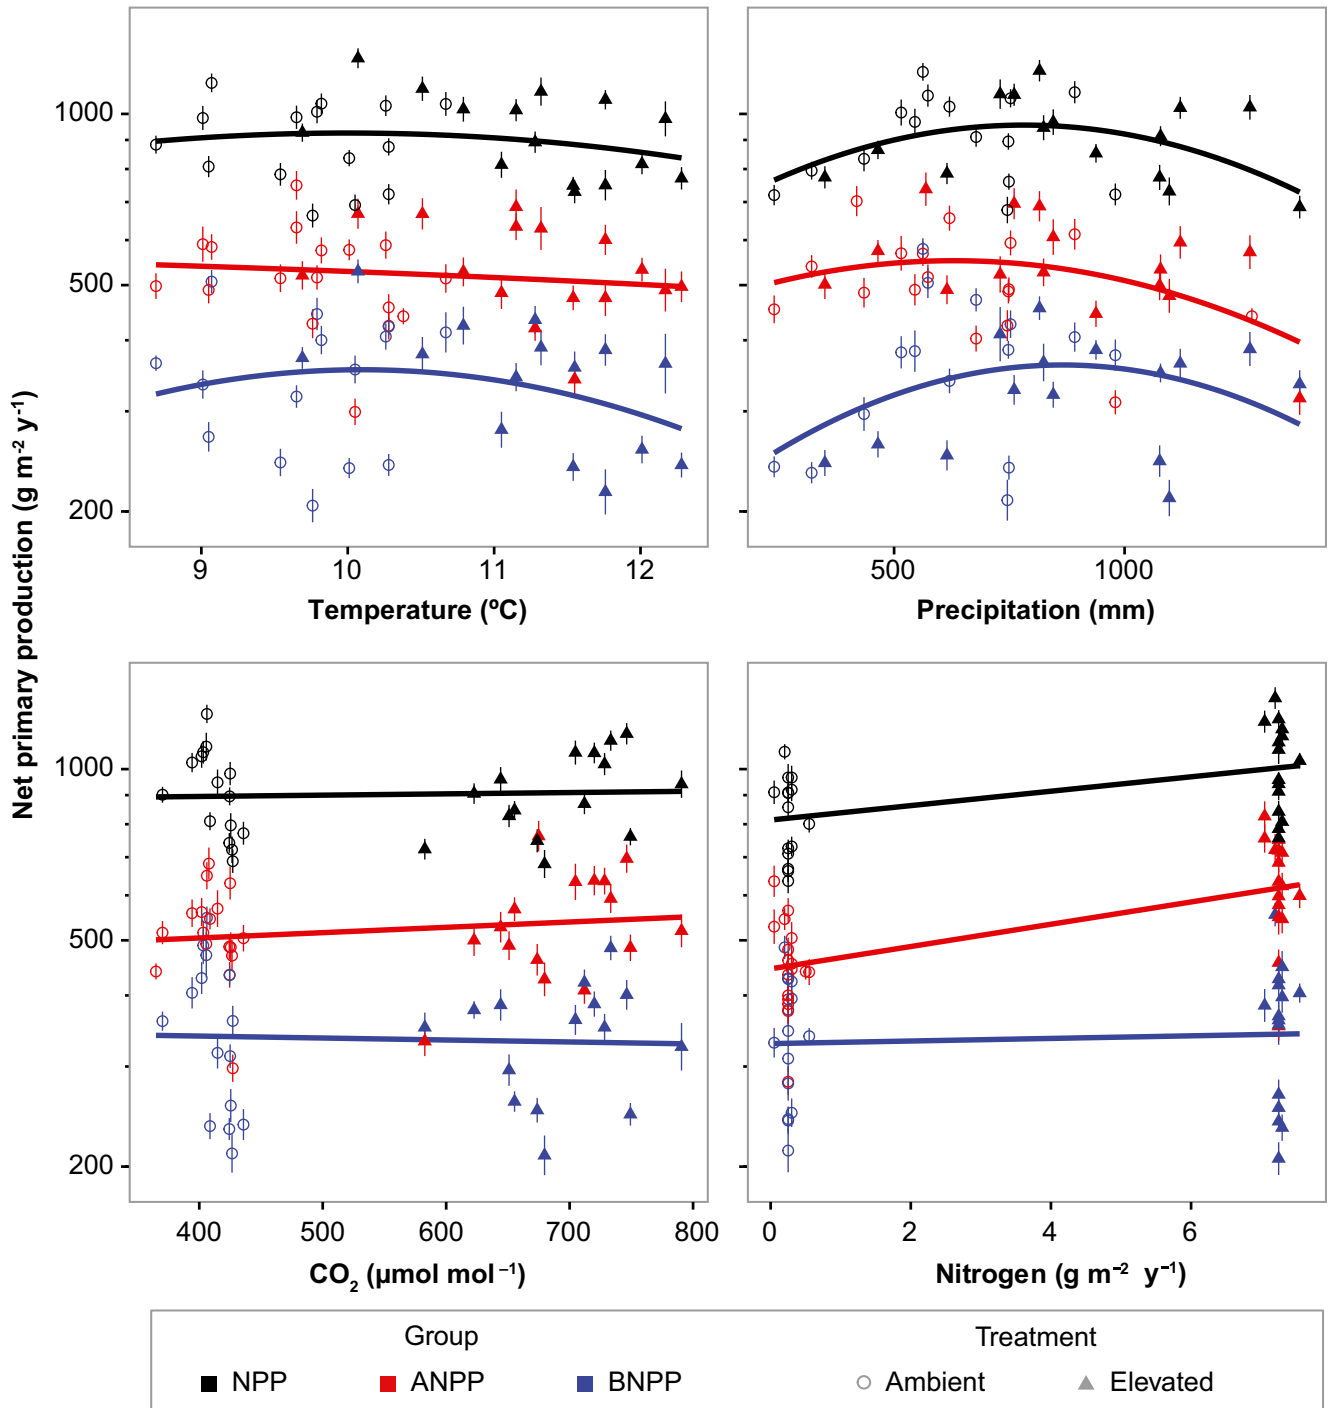 Net primary production (g m⁻² y⁻¹)
1000
500
200
9 10 11 12
Temperature (ºC)
500 1000
Precipitation (mm)
1000
500
200
400 500 600 700 800
CO₂ (µmol mol⁻¹)
0 2 4 6
Nitrogen (g m⁻² y⁻¹)
Group Treatment
NPP ANPP BNPP Ambient Elevated